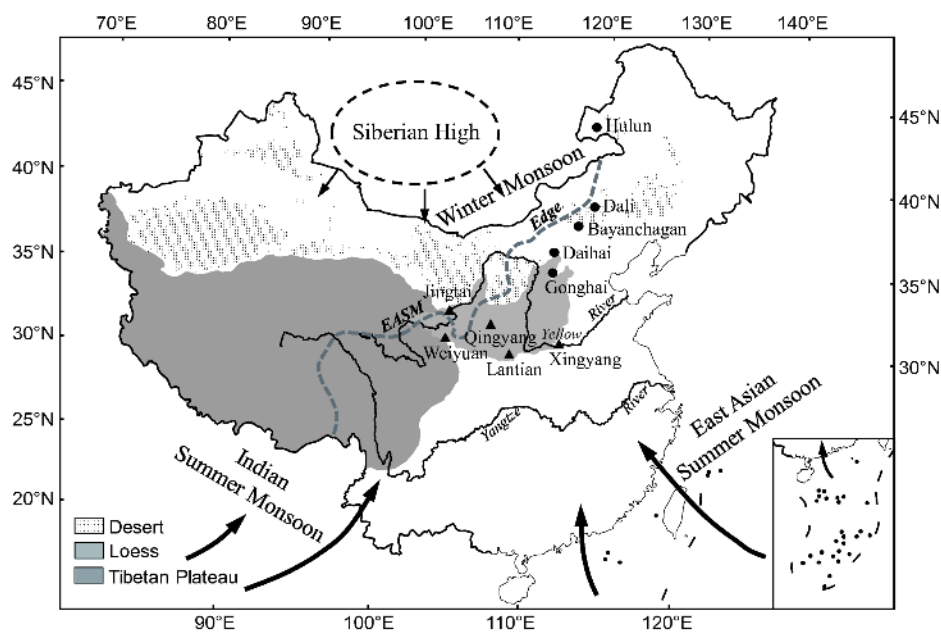 70°E 80°E 90°E 100°E 110°E 120°E 130°E 140°E
45°N
Siberian High
Hulun
45°N
40°N
Winter Monsoon
Dali
40°N
Edge
Bayanchagan
35°N
Daihai
Jingtai
Gonghai
35°N
EASM
River
30°N
Qingyang
Yellow
Weiyuan
Xingyang
Lantian
30°N
25°N
Yangtze
River
East Asian
Summer Monsoon
Indian
Summer Monsoon
20°N
20°N
Desert
Loess
Tibetan Plateau
90°E 100°E 110°E 120°E